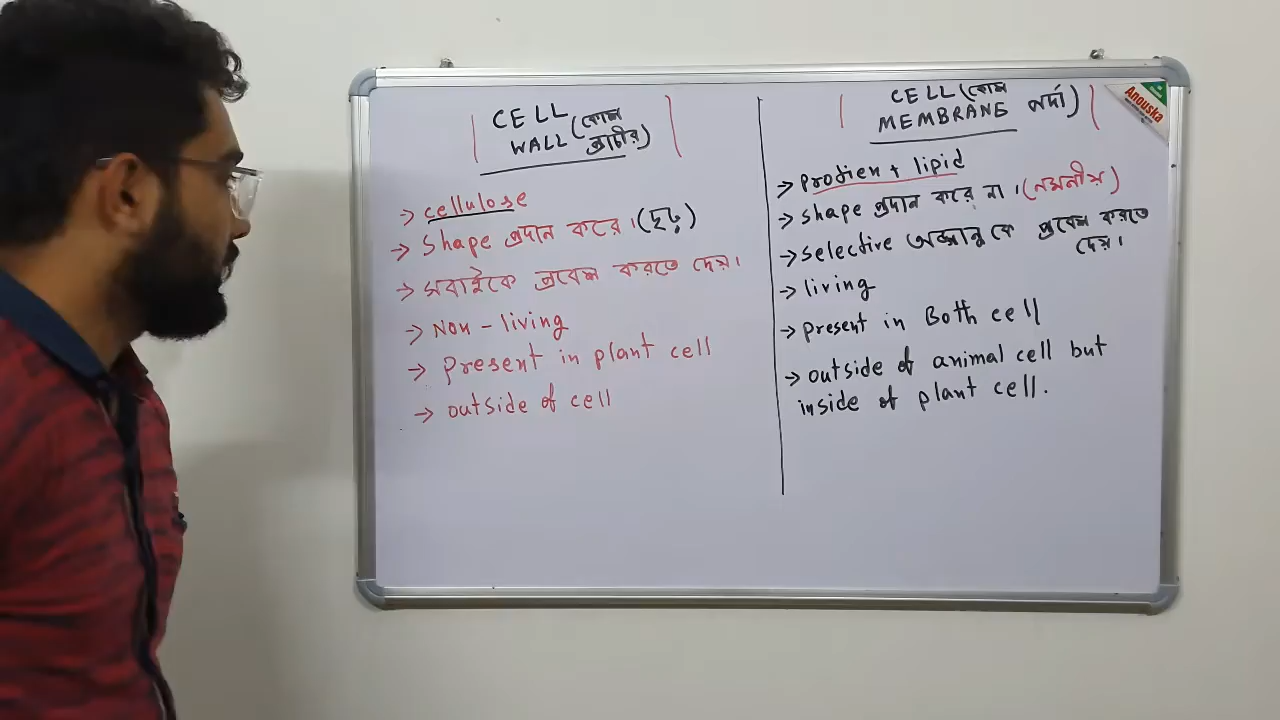 CELL
WALL (কোষ
প্রাচীর)
→ cellulose
→ shape প্রদান করে। (দৃঢ়)
→ সবাইকে প্রবেশ করতে দেয়।
→ Non-living
→ present in plant cell
→ outside of cell
CELL (কোষ
MEMBRANE পর্দা)
→ protien + lipid
→ shape প্রদান করে না। (নমনীয়)
→ selective কে প্রবেশ করতে
দেয়।
→ living
→ present in Both cell
→ outside of animal cell but
inside of plant cell.
Anouska